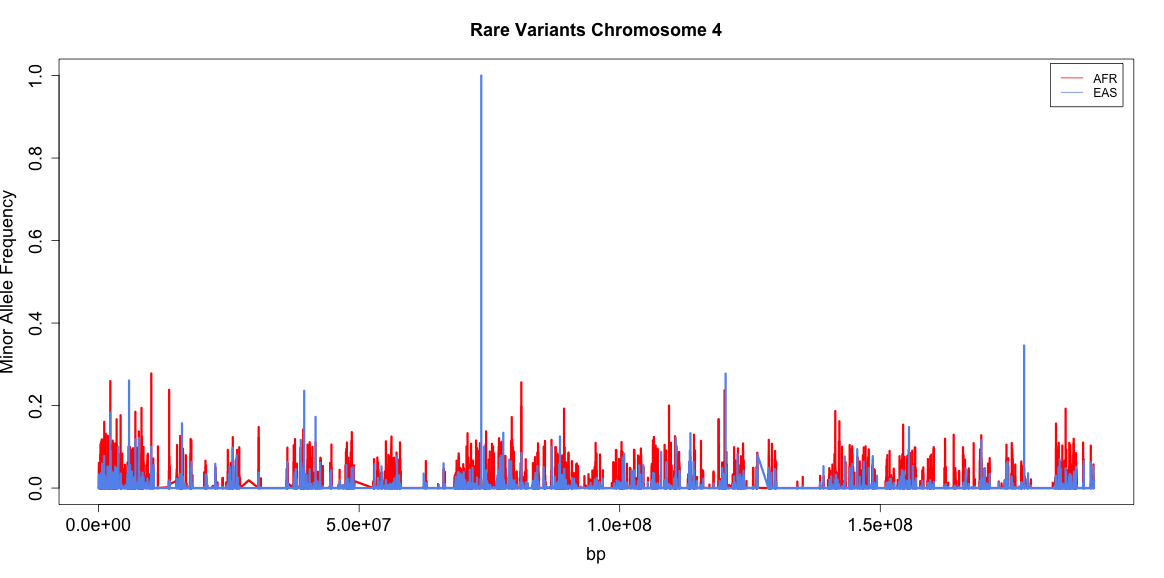 Rare Variants Chromosome 4
AFR
EAS
Minor Allele Frequency
1.0
0.8
0.6
0.4
0.2
0.0
0.0e+00
5.0e+07
1.0e+08
1.5e+08
bp